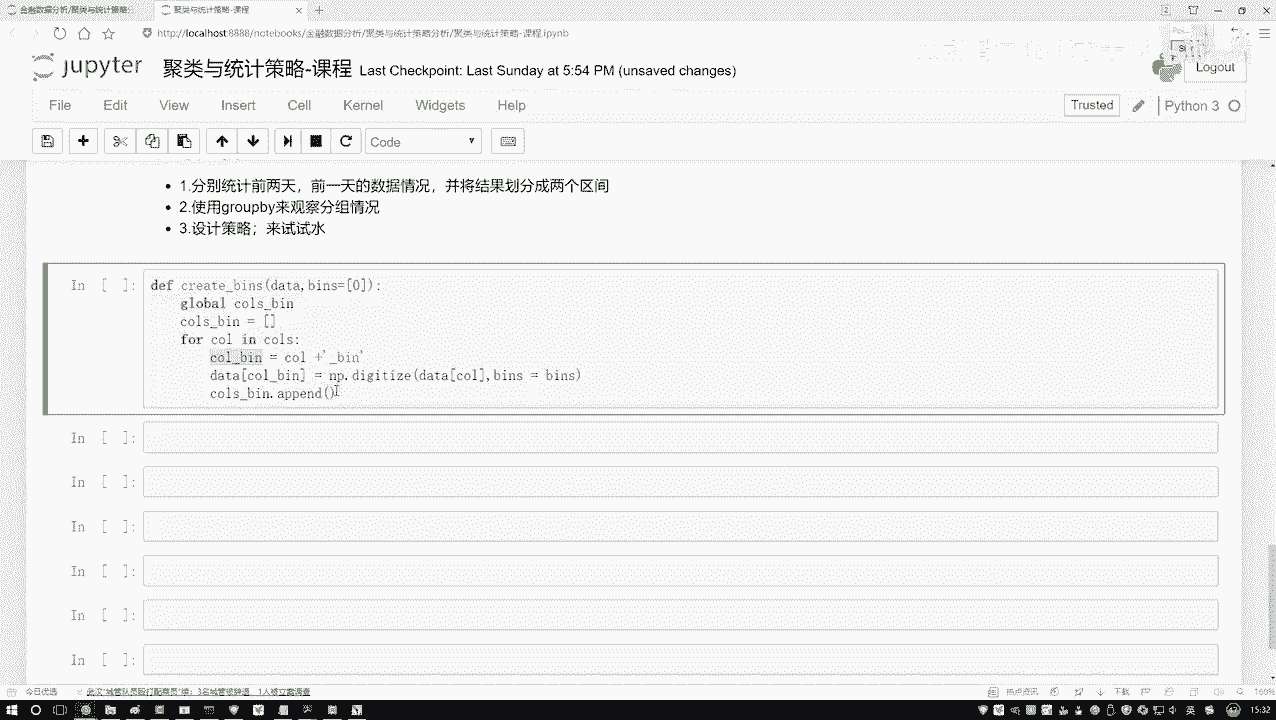 金融数据分析/聚类与统计策略
聚类与统计策略-课程
http://localhost:8888/notebooks/金融数据分析/聚类与统计策略分析/聚类与统计策略-课程.ipynb
jupyter 聚类与统计策略-课程 Last Checkpoint: Last Sunday at 5:54 PM (unsaved changes)
Logout
File Edit View Insert Cell Kernel Widgets Help
Trusted
Python 3
Code
1.分别统计前两天，前一天的数据情况，并将结果划分成两个区间
2.使用groupby来观察分组情况
3.设计策略；来试试水
In [ ]:
def create_bins(data,bins=[0]):
global cols_bin
cols_bin = []
for col in cols:
col_bin = col +'_bin'
data[col_bin] = np.digitize(data[col],bins = bins)
cols_bin.append()
In [ ]:
In [ ]:
In [ ]:
In [ ]:
In [ ]:
In [ ]:
今日优选
热点资讯
下载
160%
15:32